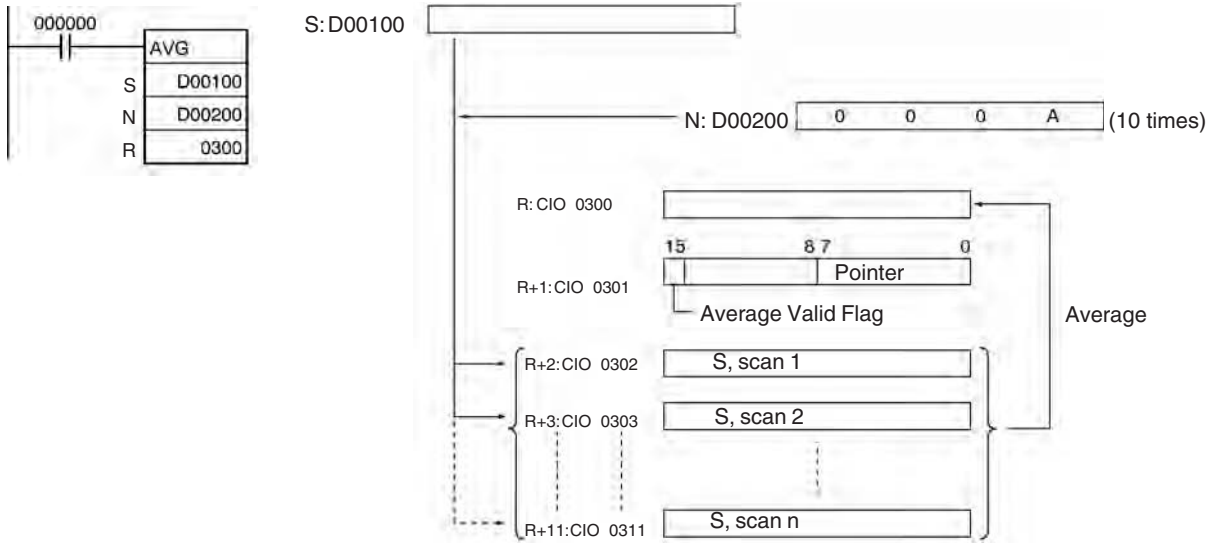 000000
AVG
S D00100
N D00200
R 0300
S: D00100
N: D00200 0 0 0 A (10 times)
R: CIO 0300
15 8 7 0
R+1: CIO 0301 Pointer
Average Valid Flag
Average
R+2: CIO 0302 S, scan 1
R+3: CIO 0303 S, scan 2
R+11: CIO 0311 S, scan n